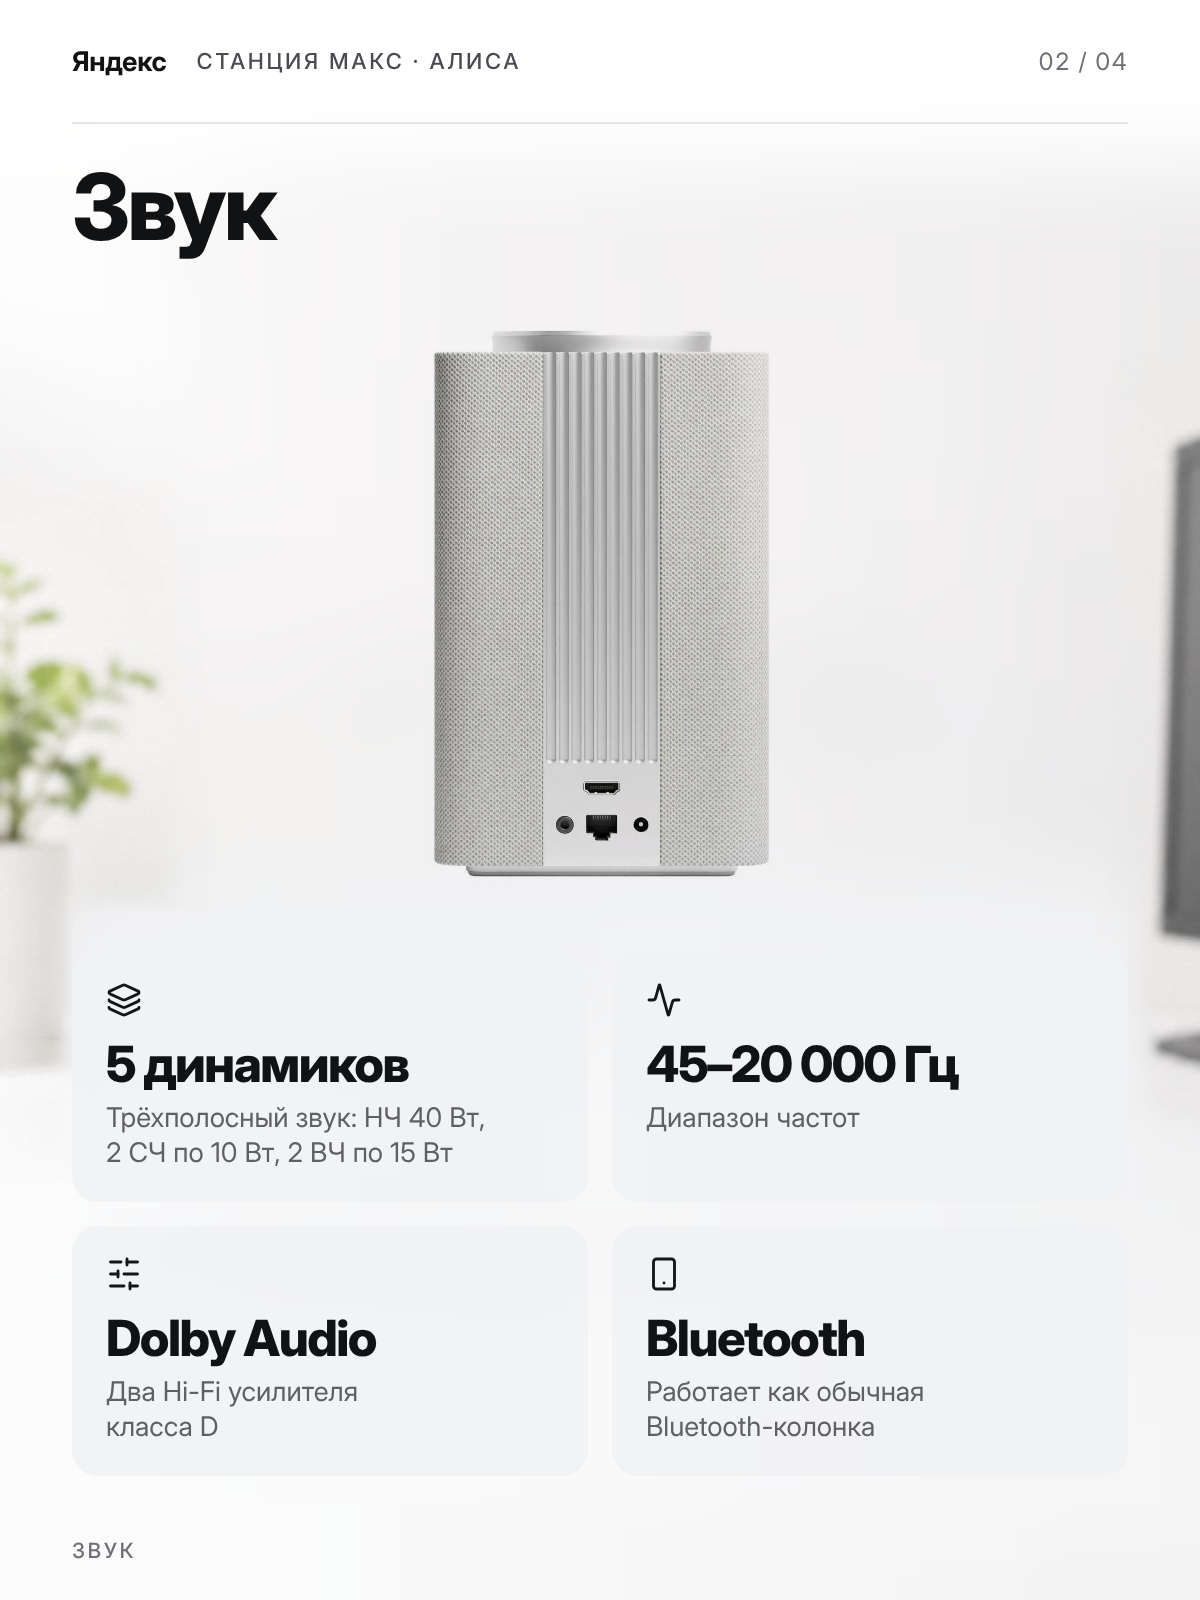 Яндекс СТАНЦИЯ МАКС · АЛИСА 02 / 04
Звук
5 динамиков
Трёхполосный звук: НЧ 40 Вт,
2 СЧ по 10 Вт, 2 ВЧ по 15 Вт
45–20 000 Гц
Диапазон частот
Dolby Audio
Два Hi-Fi усилителя
класса D
Bluetooth
Работает как обычная
Bluetooth-колонка
ЗВУК